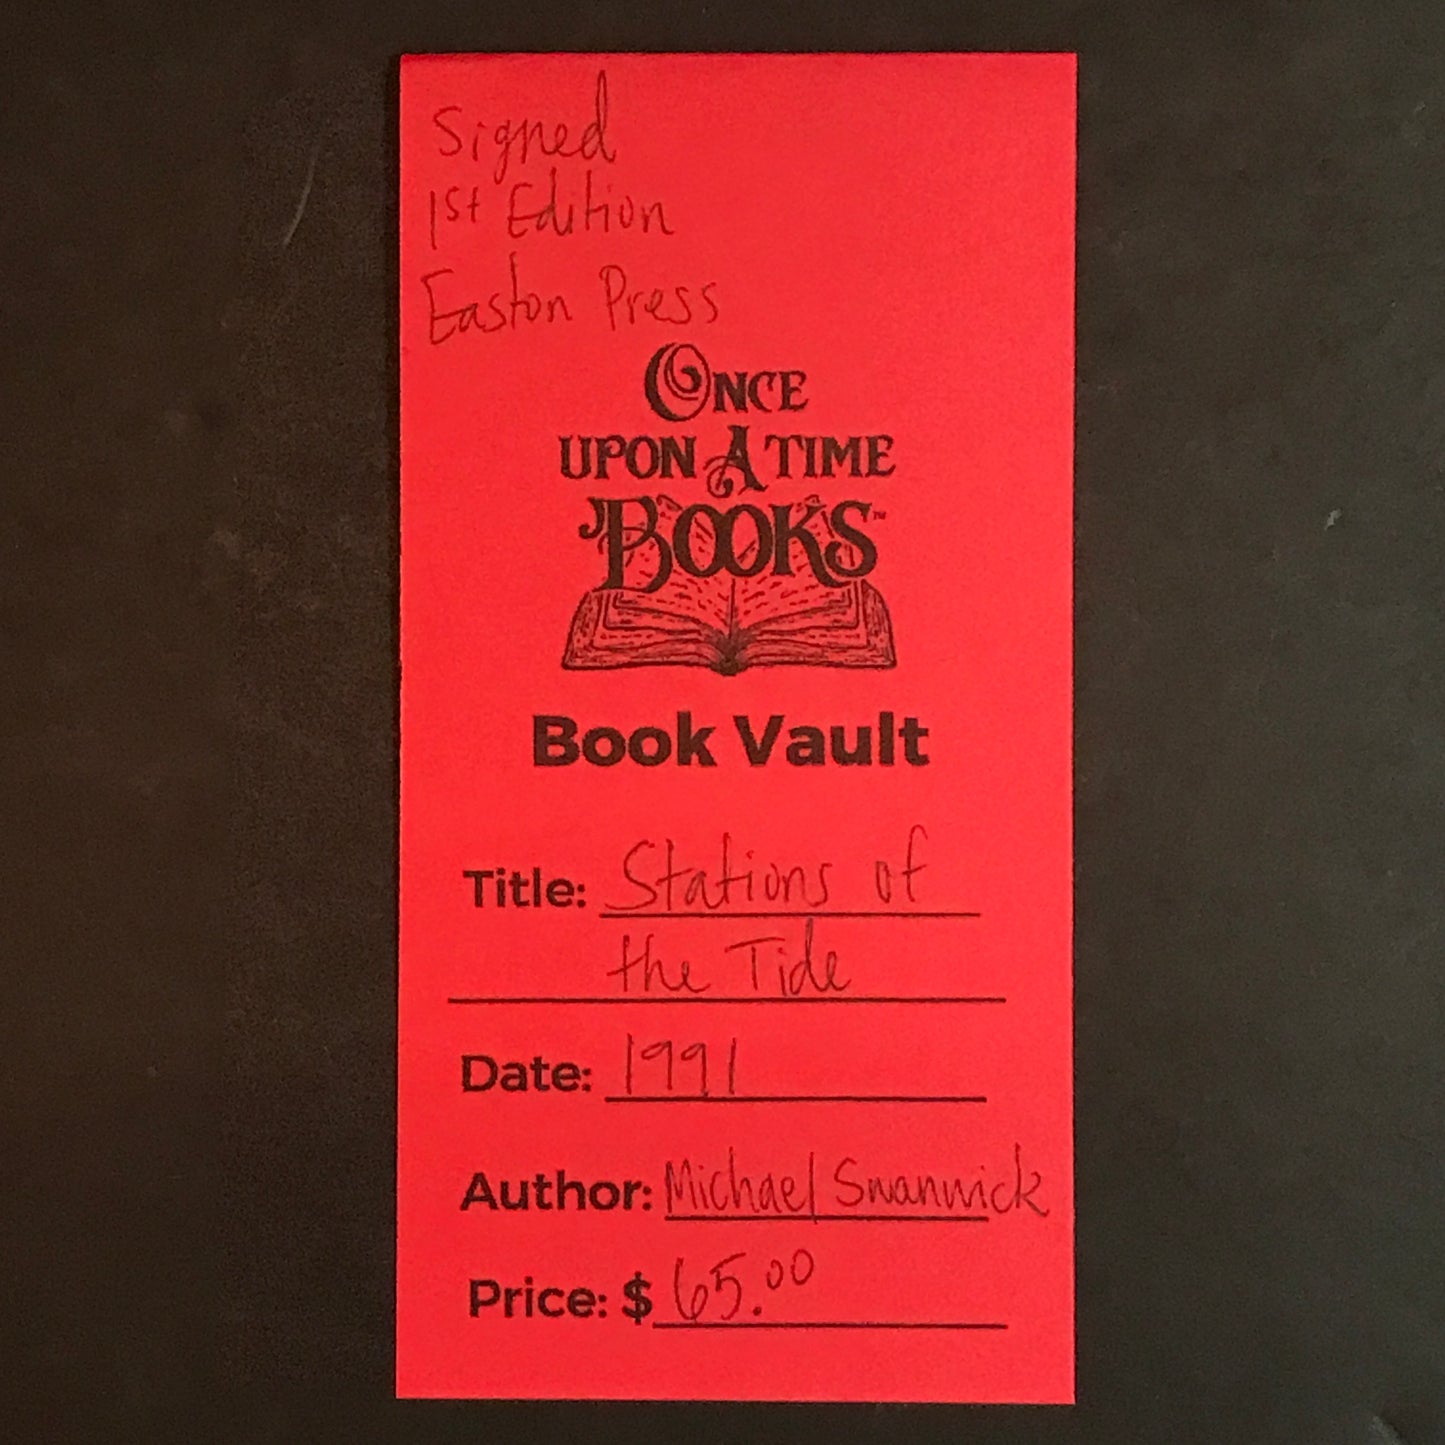 Signed
1st Edition
Easton Press
ONCE
UPON A TIME
BOOKS™
Book Vault
Title: Stations of
the Tide
Date: 1991
Author: Michael Swanwick
Price: $65.00